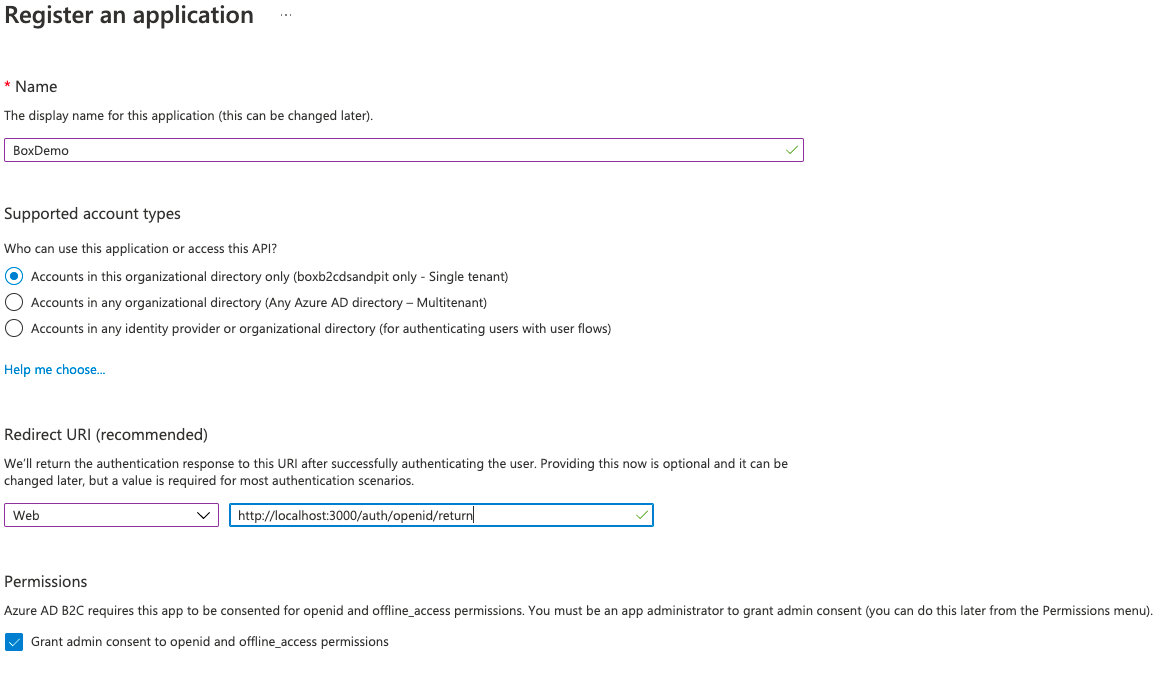 Register an application ...
* Name
The display name for this application (this can be changed later).
BoxDemo
Supported account types
Who can use this application or access this API?
Accounts in this organizational directory only (boxb2cdsandpit only - Single tenant)
Accounts in any organizational directory (Any Azure AD directory – Multitenant)
Accounts in any identity provider or organizational directory (for authenticating users with user flows)
Help me choose...
Redirect URI (recommended)
We'll return the authentication response to this URI after successfully authenticating the user. Providing this now is optional and it can be
changed later, but a value is required for most authentication scenarios.
Web http://localhost:3000/auth/openid/return
Permissions
Azure AD B2C requires this app to be consented for openid and offline_access permissions. You must be an app administrator to grant admin consent (you can do this later from the Permissions menu).
Grant admin consent to openid and offline_access permissions